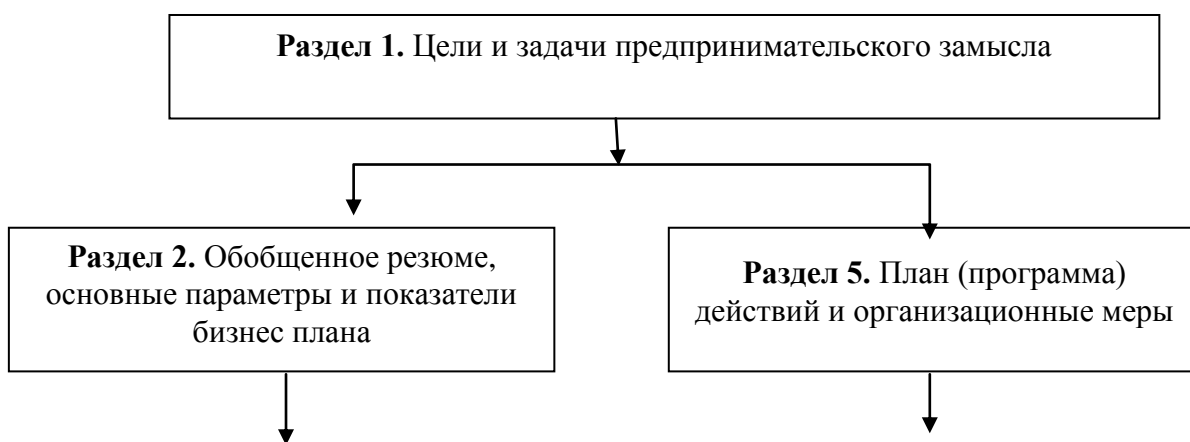 Раздел 1. Цели и задачи предпринимательского замысла
Раздел 2. Обобщенное резюме,
основные параметры и показатели
бизнес плана
Раздел 5. План (программа)
действий и организационные меры